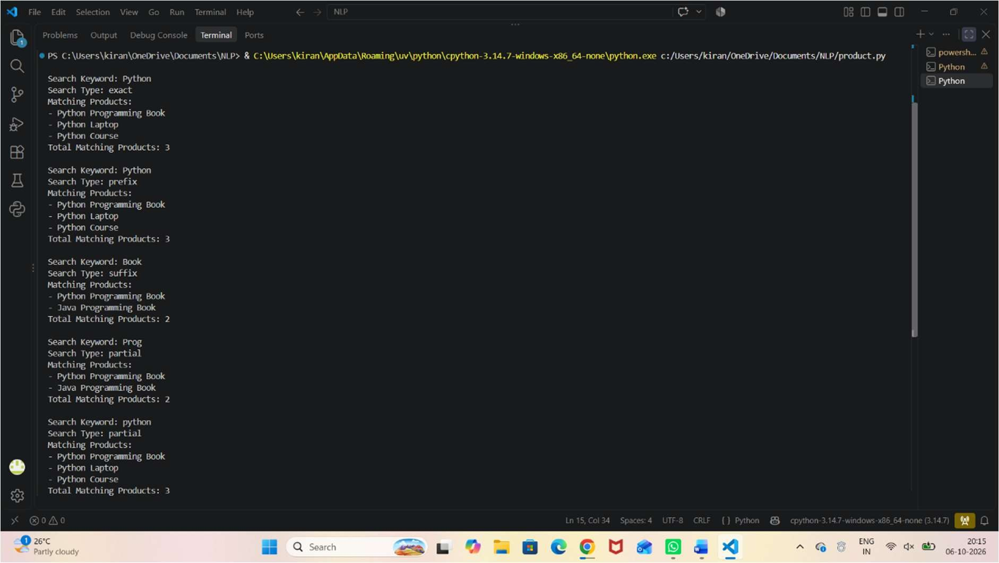 File Edit Selection View Go Run Terminal Help NLP
Problems Output Debug Console Terminal Ports
1
PS C:\Users\kiran\OneDrive\Documents\NLP> & C:\Users\kiran\AppData\Roaming\uv\python\cpython-3.14.7-windows-x86_64-none\python.exe c:/Users/kiran/OneDrive/Documents/NLP/product.py
powersh...
Python
Python
Search Keyword: Python
Search Type: exact
Matching Products:
- Python Programming Book
- Python Laptop
- Python Course
Total Matching Products: 3
Search Keyword: Python
Search Type: prefix
Matching Products:
- Python Programming Book
- Python Laptop
- Python Course
Total Matching Products: 3
Search Keyword: Book
Search Type: suffix
Matching Products:
- Python Programming Book
- Java Programming Book
Total Matching Products: 2
Search Keyword: Prog
Search Type: partial
Matching Products:
- Python Programming Book
- Java Programming Book
Total Matching Products: 2
Search Keyword: python
Search Type: partial
Matching Products:
- Python Programming Book
- Python Laptop
- Python Course
Total Matching Products: 3
0 0 Ln 15, Col 34 Spaces: 4 UTF-8 CRLF { } Python cpython-3.14.7-windows-x86_64-none (3.14.7)
1 26°C
Partly cloudy
Search
ENG
IN
20:15
06-10-2026